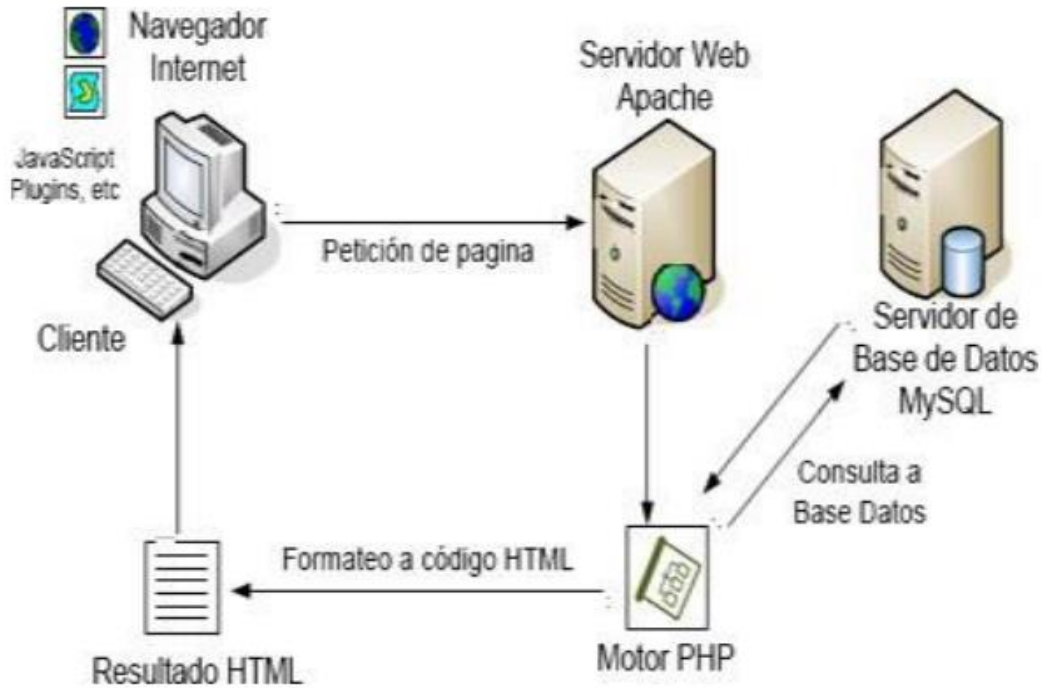 Navegador
Internet
JavaScript
Plugins, etc
Cliente
Petición de pagina
Servidor Web
Apache
Servidor de
Base de Datos
MySQL
Consulta a
Base Datos
Motor PHP
Formateo a código HTML
Resultado HTML